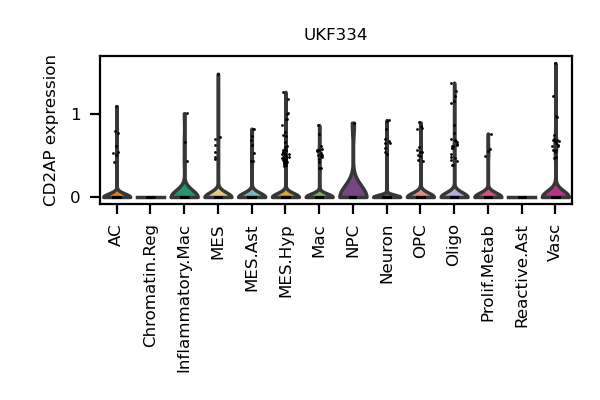 UKF334
CD2AP expression
1
0
AC
Chromatin.Reg
Inflammatory.Mac
MES
MES.Ast
MES.Hyp
Mac
NPC
Neuron
OPC
Oligo
Prolif.Metab
Reactive.Ast
Vasc